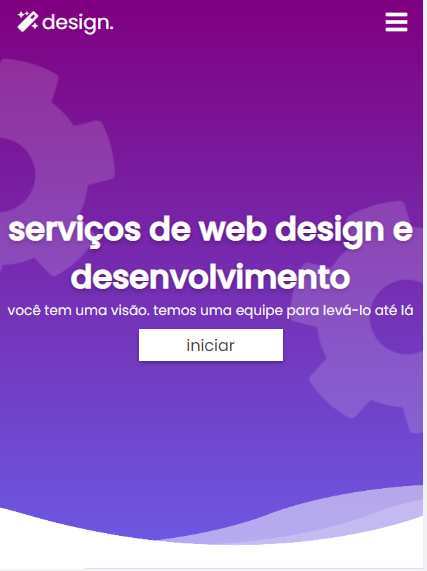 design.
serviços de web design e
desenvolvimento
você tem uma visão. temos uma equipe para levá-lo até lá
iniciar